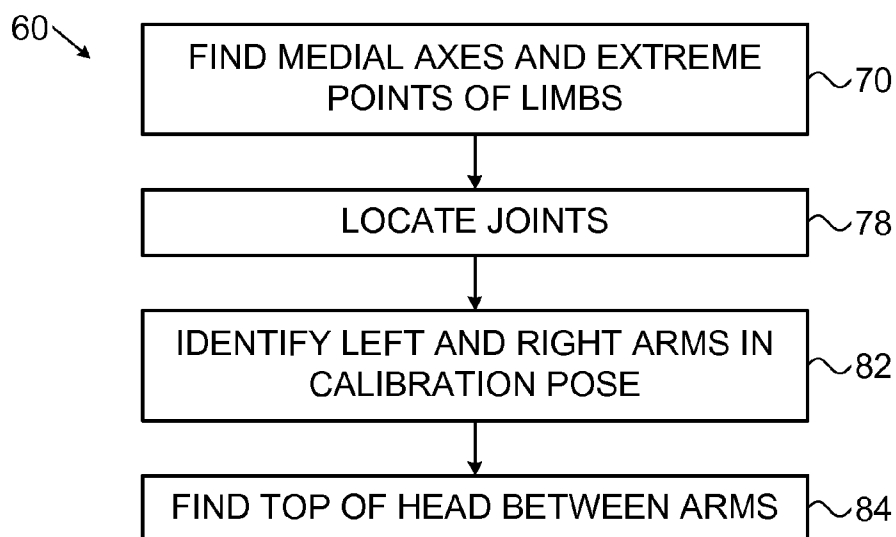 60
FIND MEDIAL AXES AND EXTREME
POINTS OF LIMBS
70
LOCATE JOINTS
78
IDENTIFY LEFT AND RIGHT ARMS IN
CALIBRATION POSE
82
FIND TOP OF HEAD BETWEEN ARMS
84